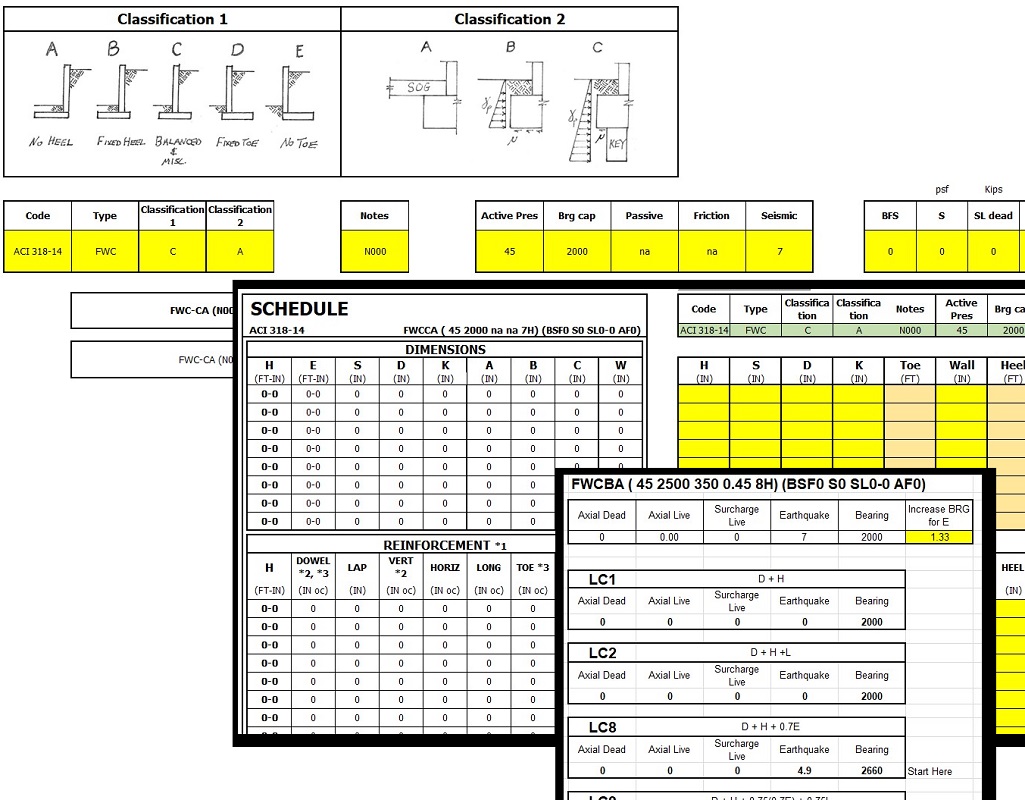 Classification 1 Classification 2
A B C D E
A B C
SOG
γp
μ
γp
μ KEY
NO HEEL FIXED HEEL BALANCED & MISC. FIXED TOE NO TOE
psf Kips
Code Type Classification 1 Classification 2 Notes Active Pres Brg cap Passive Friction Seismic BFS S SL dead
ACI 318-14 FWC C A N000 45 2000 na na 7 0 0 0
FWC-CA (N00
FWC-CA (N0
SCHEDULE
ACI 318-14 FWCCA ( 45 2000 na na 7H) (BSF0 S0 SL0-0 AF0)
DIMENSIONS
H E S D K A B C W
(FT-IN) (FT-IN) (IN) (IN) (IN) (IN) (IN) (IN) (IN)
0-0 0-0 0 0 0 0 0 0 0
0-0 0-0 0 0 0 0 0 0 0
0-0 0-0 0 0 0 0 0 0 0
0-0 0-0 0 0 0 0 0 0 0
0-0 0-0 0 0 0 0 0 0 0
0-0 0-0 0 0 0 0
0-0 0-0 0 0 0 0
0-0 0-0 0 0 0 0 0
REINFORCEMENT *1
H DOWEL *2, *3 LAP VERT *2 HORIZ LONG TOE *3
(FT-IN) (IN oc) (IN) (IN oc) (IN oc) (IN oc) (IN oc)
0-0 0 0 0 0 0 0
0-0 0 0 0 0 0 0
0-0 0 0 0 0 0 0
0-0 0 0 0 0 0 0
0-0 0 0 0 0 0 0
0-0 0 0 0 0 0 0
0-0 0 0 0 0 0 0
Code Type Classifica tion Classifica tion Notes Active Pres Brg ca
ACI 318-14 FWC C A N000 45 2000
H S D K Toe Wall Heel
(IN) (IN) (IN) (IN) (FT) (IN) (FT)
HEEL
(IN)
FWCBA ( 45 2500 350 0.45 8H) (BSF0 S0 SL0-0 AF0)
Axial Dead Axial Live Surcharge Live Earthquake Bearing Increase BRG for E
0 0.00 0 7 2000 1.33
LC1 D + H
Axial Dead Axial Live Surcharge Live Earthquake Bearing
0 0 0 0 2000
LC2 D + H +L
Axial Dead Axial Live Surcharge Live Earthquake Bearing
0 0 0 0 2000
LC8 D + H + 0.7E
Axial Dead Axial Live Surcharge Live Earthquake Bearing
0 0 0 4.9 2660 Start Here